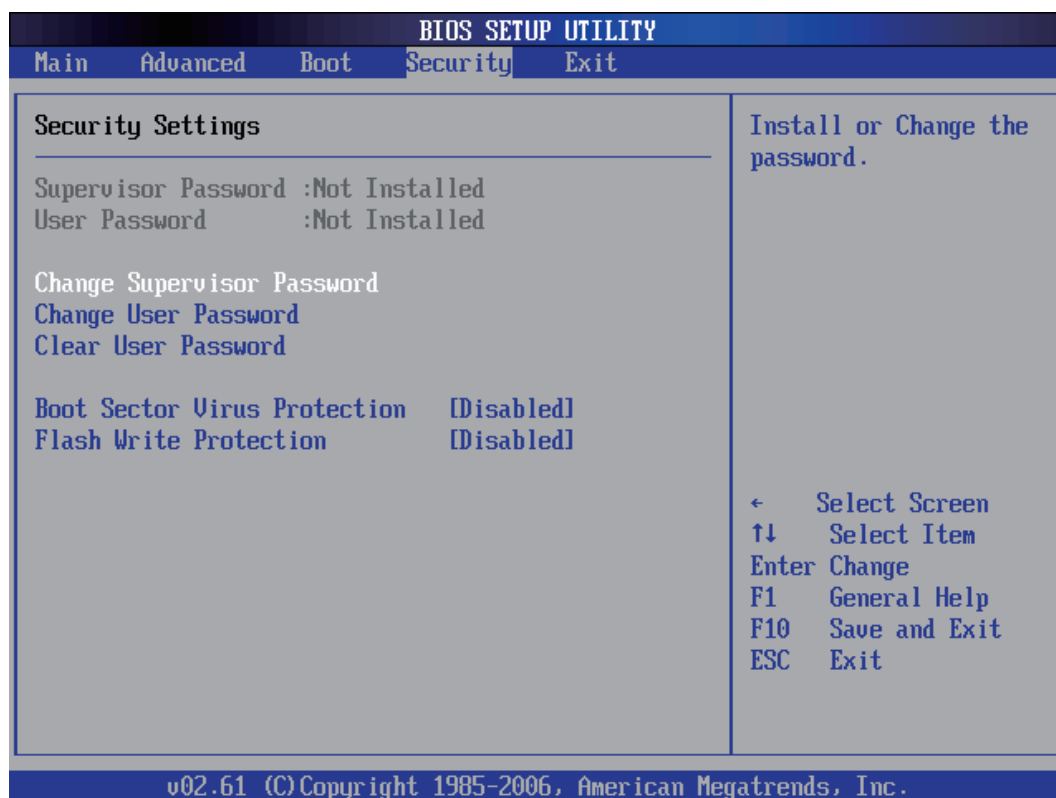 BIOS SETUP UTILITY
Main Advanced Boot Security Exit
Security Settings
Supervisor Password :Not Installed
User Password :Not Installed
Change Supervisor Password
Change User Password
Clear User Password
Boot Sector Virus Protection [Disabled]
Flash Write Protection [Disabled]
Install or Change the
password.
← Select Screen
↑↓ Select Item
Enter Change
F1 General Help
F10 Save and Exit
ESC Exit
v02.61 (C)Copyright 1985-2006, American Megatrends, Inc.